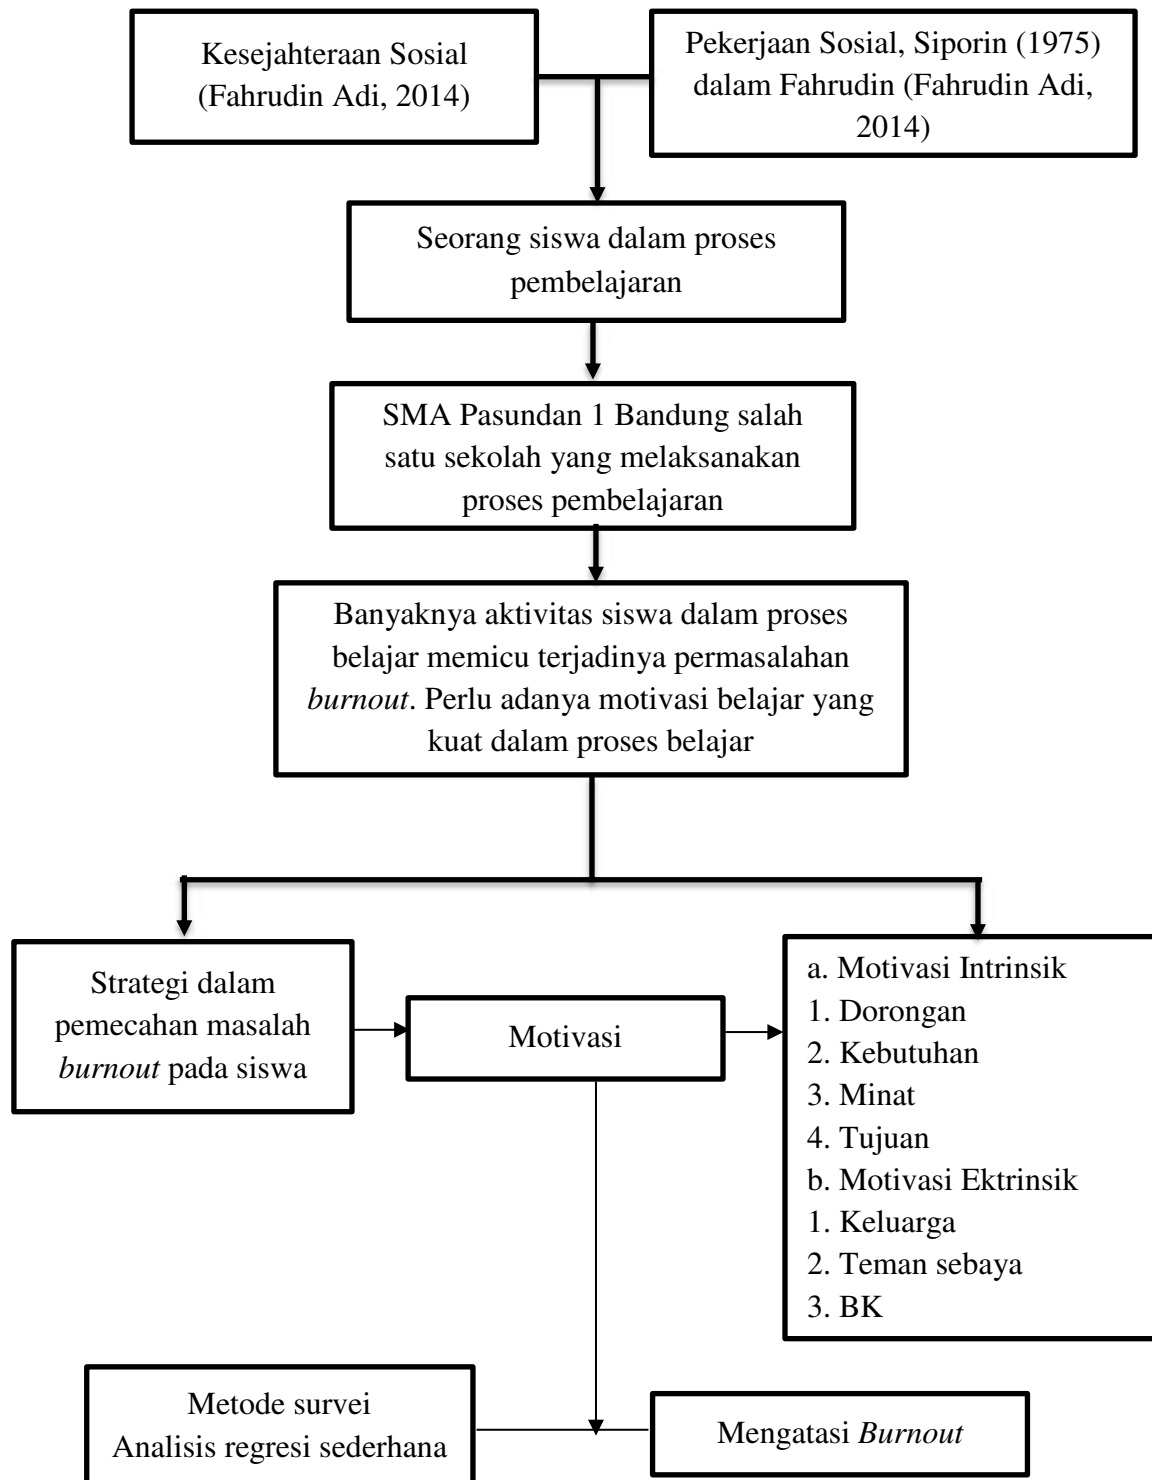 Kesejahteraan Sosial
(Fahrudin Adi, 2014)
Pekerjaan Sosial, Siporin (1975)
dalam Fahrudin (Fahrudin Adi,
2014)
Seorang siswa dalam proses
pembelajaran
SMA Pasundan 1 Bandung salah
satu sekolah yang melaksanakan
proses pembelajaran
Banyaknya aktivitas siswa dalam proses
belajar memicu terjadinya permasalahan
burnout. Perlu adanya motivasi belajar yang
kuat dalam proses belajar
Strategi dalam
pemecahan masalah
burnout pada siswa
Motivasi
a. Motivasi Intrinsik
1. Dorongan
2. Kebutuhan
3. Minat
4. Tujuan
b. Motivasi Ektrinsik
1. Keluarga
2. Teman sebaya
3. BK
Metode survei
Analisis regresi sederhana
Mengatasi Burnout